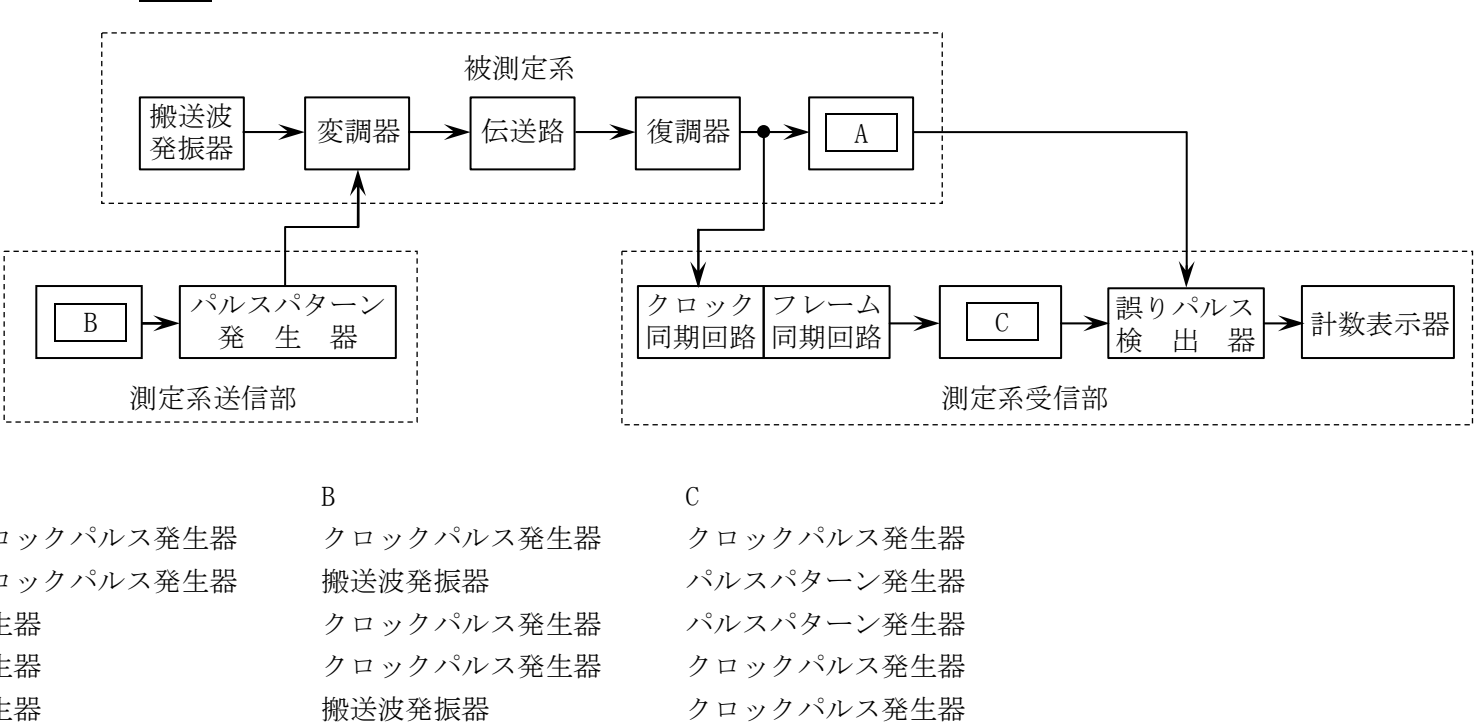 被測定系
搬送波
発振器
変調器
伝送路
復調器
A
B
パルスパターン
発 生 器
測定系送信部
クロック
同期回路
フレーム
同期回路
C
誤りパルス
検 出 器
計数表示器
測定系受信部
B C
ロックパルス発生器 クロックパルス発生器 クロックパルス発生器
ロックパルス発生器 搬送波発振器 パルスパターン発生器
生器 クロックパルス発生器 パルスパターン発生器
生器 クロックパルス発生器 クロックパルス発生器
生器 搬送波発振器 クロックパルス発生器